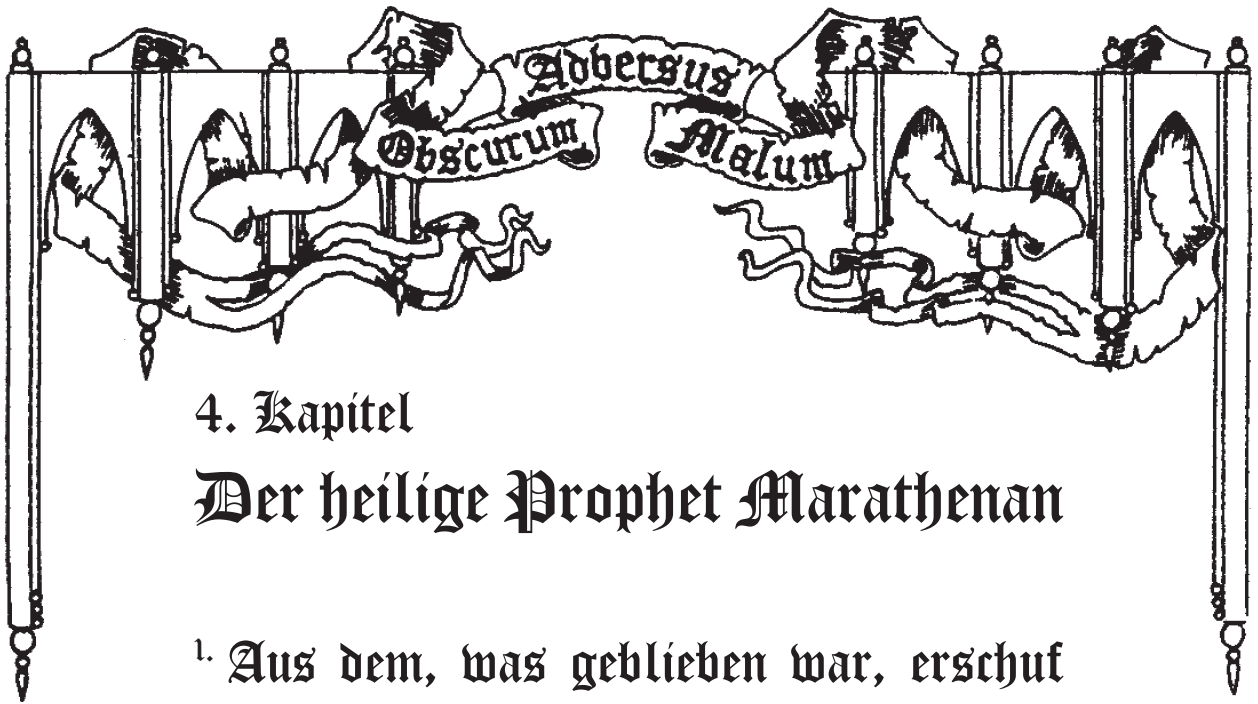 Adversus
Obscurum Malum
4. Kapitel
Der heilige Prophet Marathenan
1. Aus dem, was geblieben war, erschuf